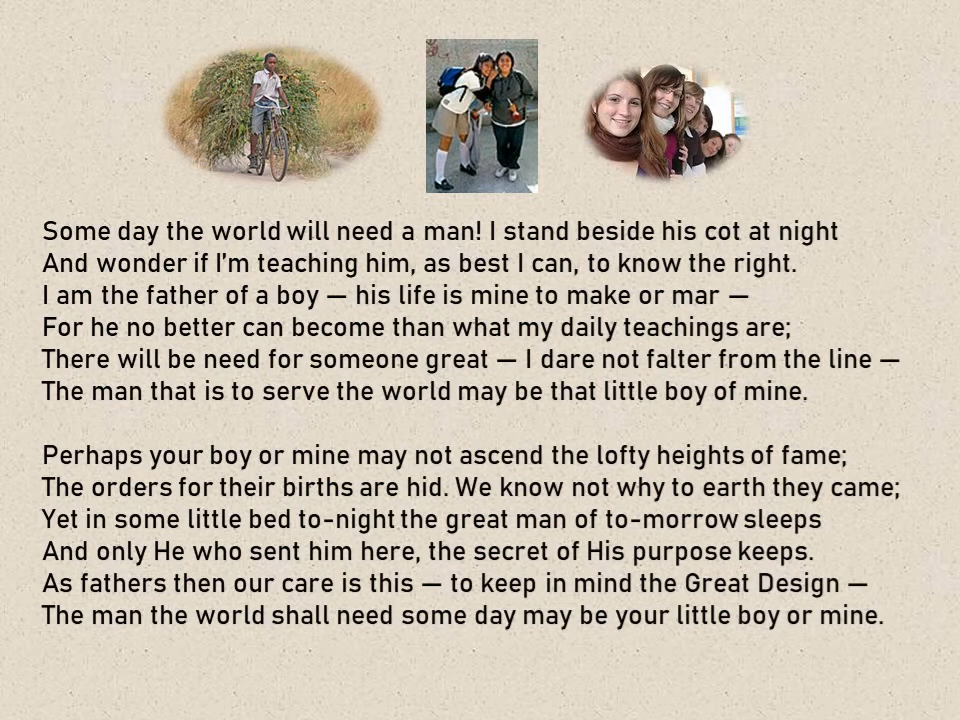 Some day the world will need a man! I stand beside his cot at night
And wonder if I'm teaching him, as best I can, to know the right.
I am the father of a boy — his life is mine to make or mar —
For he no better can become than what my daily teachings are;
There will be need for someone great — I dare not falter from the line —
The man that is to serve the world may be that little boy of mine.

Perhaps your boy or mine may not ascend the lofty heights of fame;
The orders for their births are hid. We know not why to earth they came;
Yet in some little bed to-night the great man of to-morrow sleeps
And only He who sent him here, the secret of His purpose keeps.
As fathers then our care is this — to keep in mind the Great Design —
The man the world shall need some day may be your little boy or mine.